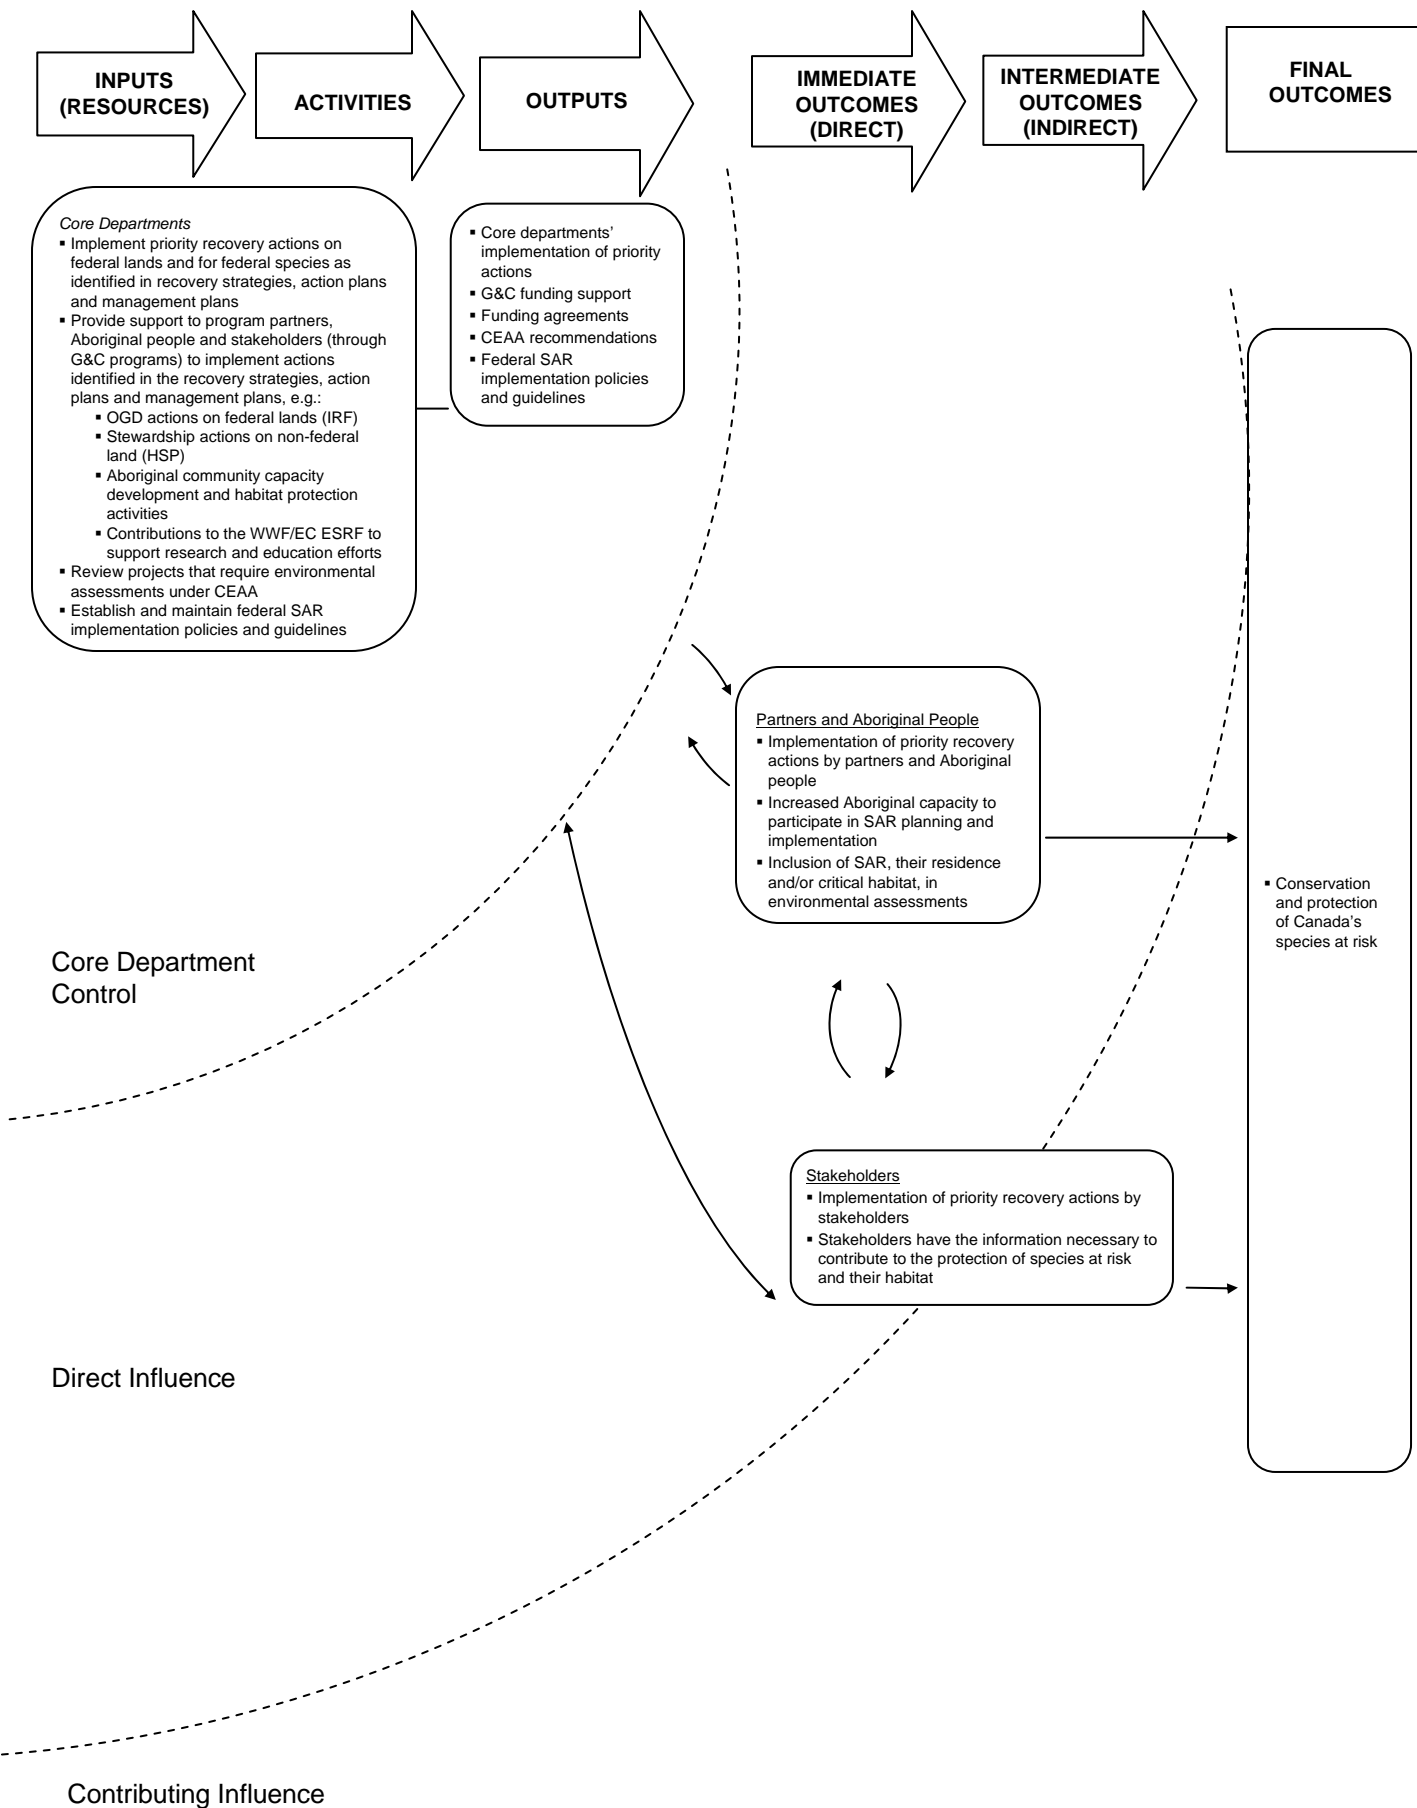 INPUTS
(RESOURCES)
ACTIVITIES
OUTPUTS
IMMEDIATE
OUTCOMES
(DIRECT)
INTERMEDIATE
OUTCOMES
(INDIRECT)
FINAL
OUTCOMES
Core Departments
▪ Implement priority recovery actions on
federal lands and for federal species as
identified in recovery strategies, action plans
and management plans
▪ Provide support to program partners,
Aboriginal people and stakeholders (through
G&C programs) to implement actions
identified in the recovery strategies, action
plans and management plans, e.g.:
▪ OGD actions on federal lands (IRF)
▪ Stewardship actions on non-federal
land (HSP)
▪ Aboriginal community capacity
development and habitat protection
activities
▪ Contributions to the WWF/EC ESRF to
support research and education efforts
▪ Review projects that require environmental
assessments under CEAA
▪ Establish and maintain federal SAR
implementation policies and guidelines
▪ Core departments’
implementation of priority
actions
▪ G&C funding support
▪ Funding agreements
▪ CEAA recommendations
▪ Federal SAR
implementation policies
and guidelines
Partners and Aboriginal People
▪ Implementation of priority recovery
actions by partners and Aboriginal
people
▪ Increased Aboriginal capacity to
participate in SAR planning and
implementation
▪ Inclusion of SAR, their residence
and/or critical habitat, in
environmental assessments
▪ Conservation
and protection
of Canada’s
species at risk
Core Department
Control
Stakeholders
▪ Implementation of priority recovery actions by
stakeholders
▪ Stakeholders have the information necessary to
contribute to the protection of species at risk
and their habitat
Direct Influence
Contributing Influence